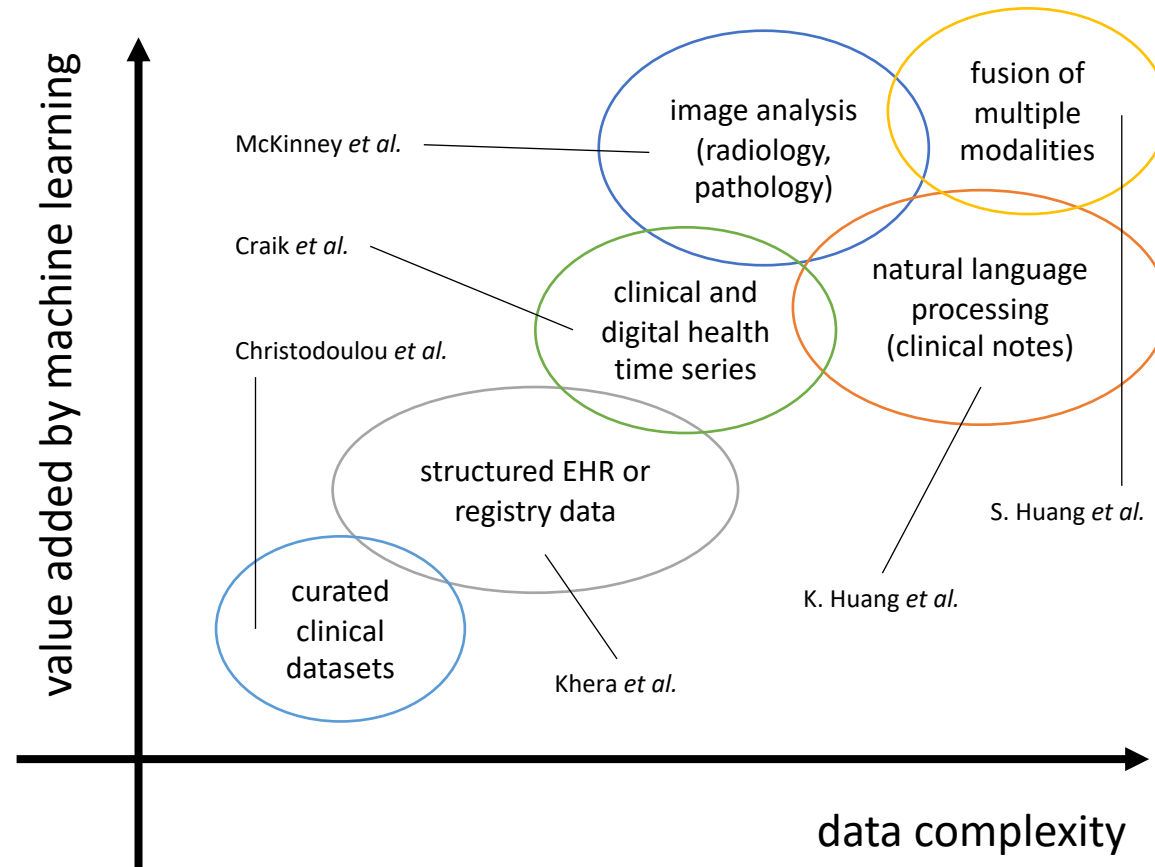 value added by machine learning
McKinney et al.
Craik et al.
Christodoulou et al.
image analysis
(radiology,
pathology)
fusion of
multiple
modalities
clinical and
digital health
time series
natural language
processing
(clinical notes)
structured EHR or
registry data
curated
clinical
datasets
S. Huang et al.
K. Huang et al.
Khera et al.
data complexity